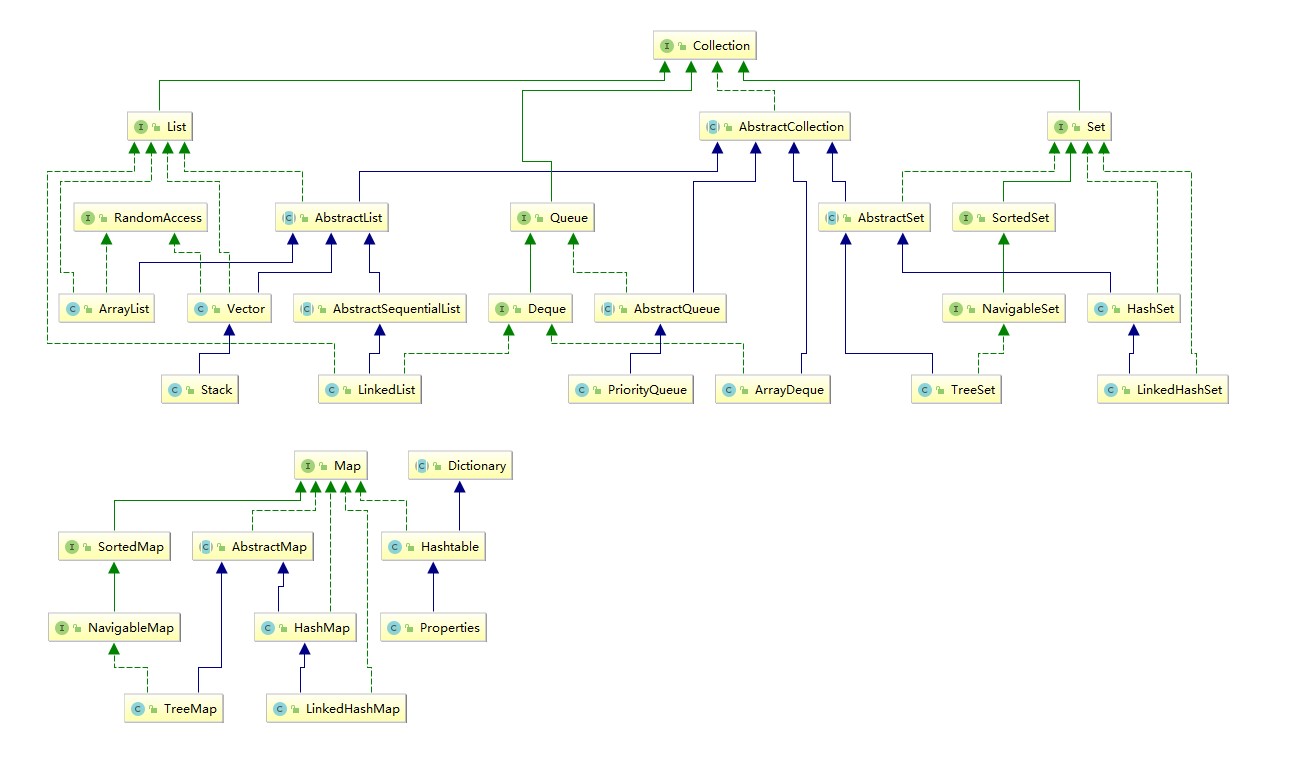 Collection
List
AbstractCollection
Set
RandomAccess
AbstractList
Queue
AbstractSet
SortedSet
ArrayList
Vector
AbstractSequentialList
Deque
AbstractQueue
NavigableSet
HashSet
Stack
LinkedList
PriorityQueue
ArrayDeque
TreeSet
LinkedHashSet
Map
Dictionary
SortedMap
AbstractMap
Hashtable
NavigableMap
HashMap
Properties
TreeMap
LinkedHashMap